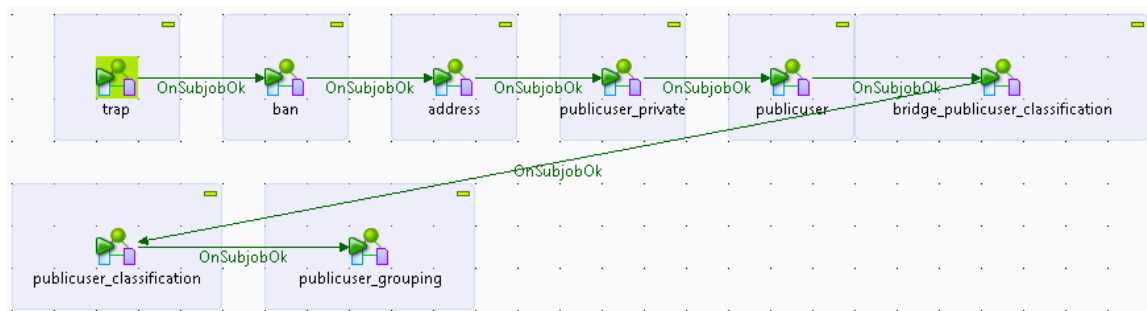 OnSubjobOk OnSubjobOk OnSubjobOk OnSubjobOk OnSubjobOk
trap ban address publicuser_private publicuser bridge_publicuser_classification
OnSubjobOk
OnSubjobOk
publicuser_classification publicuser_grouping